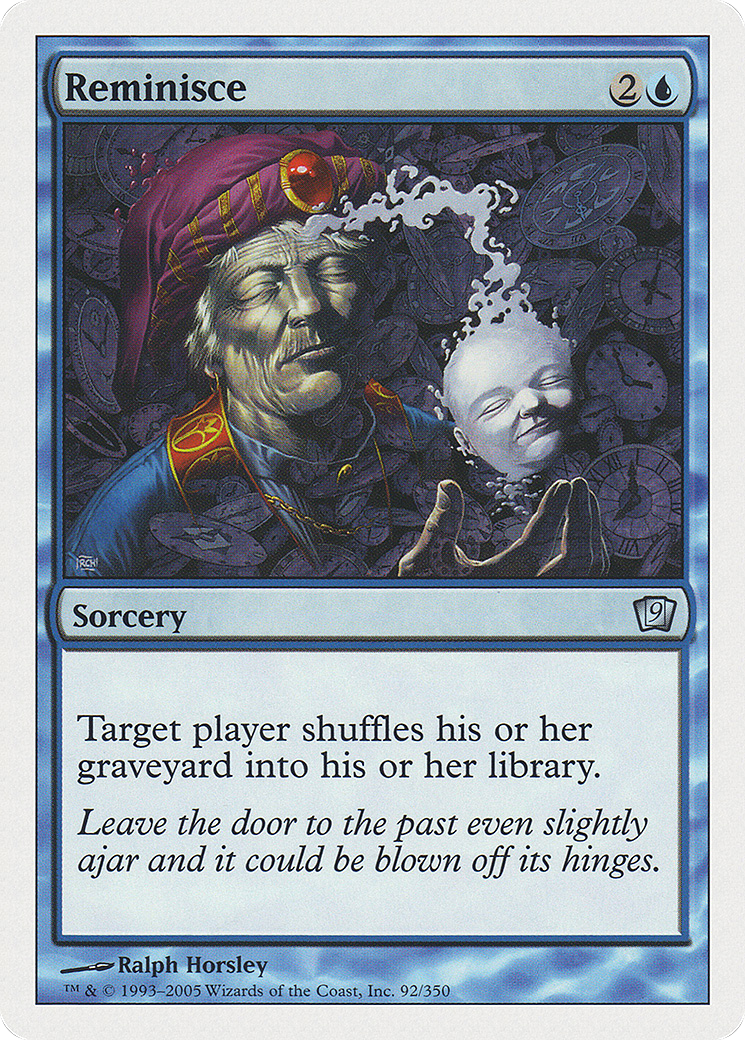 Reminisce 2
RCH
Sorcery 9
Target player shuffles his or her
graveyard into his or her library.
Leave the door to the past even slightly
ajar and it could be blown off its hinges.
Ralph Horsley
™ & © 1993–2005 Wizards of the Coast, Inc. 92/350